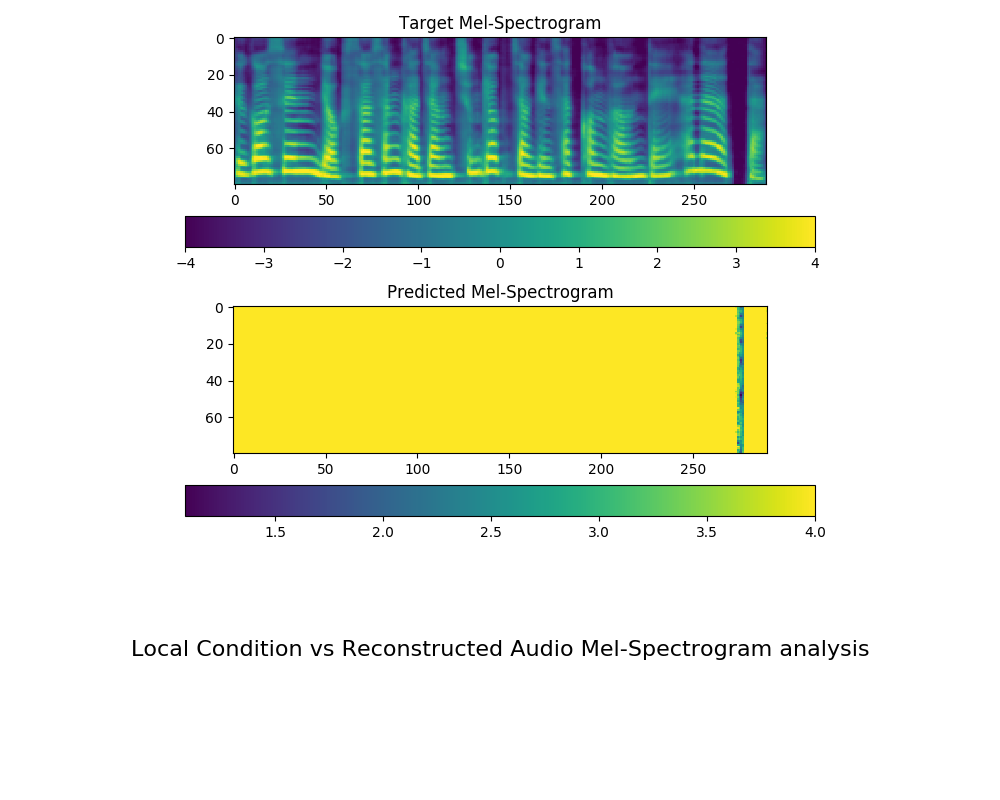 Target Mel-Spectrogram
0
20
40
60
0 50 100 150 200 250
−4 −3 −2 −1 0 1 2 3 4
Predicted Mel-Spectrogram
0
20
40
60
0 50 100 150 200 250
1.5 2.0 2.5 3.0 3.5 4.0
Local Condition vs Reconstructed Audio Mel-Spectrogram analysis